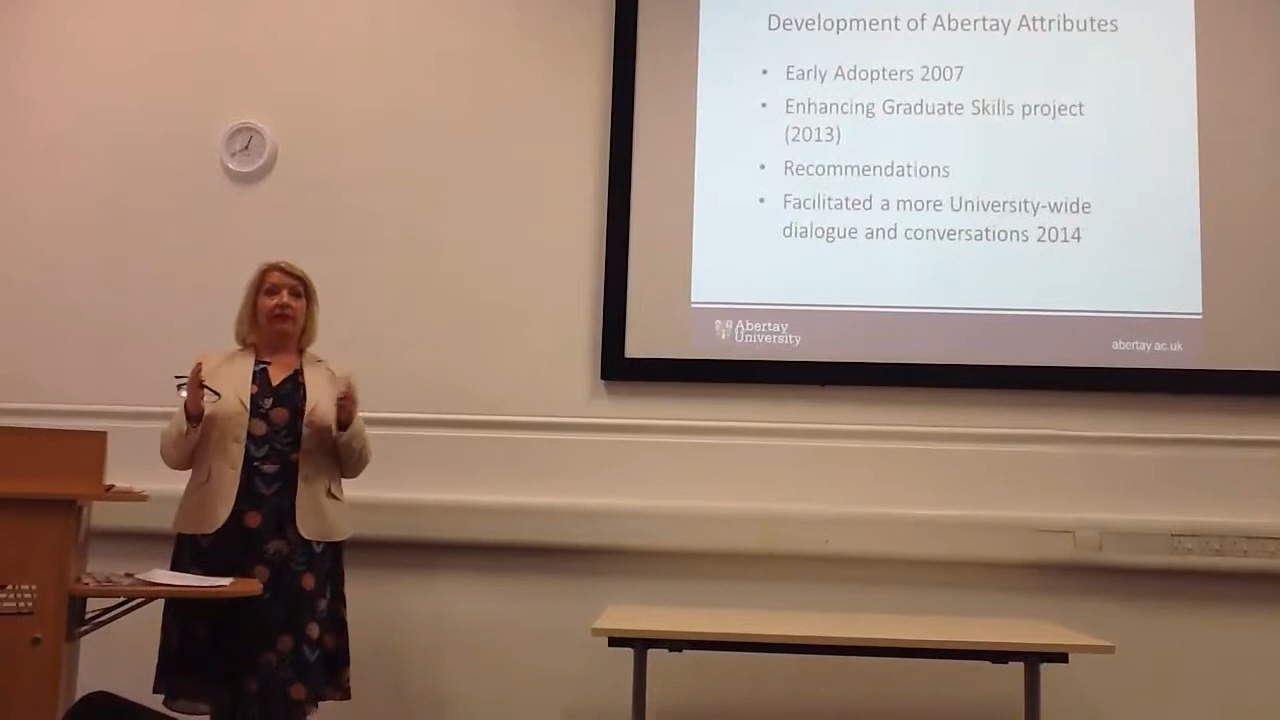 Development of Abertay Attributes
• Early Adopters 2007
• Enhancing Graduate Skills project
(2013)
• Recommendations
• Facilitated a more University-wide
dialogue and conversations 2014
Abertay
University
abertay.ac.uk